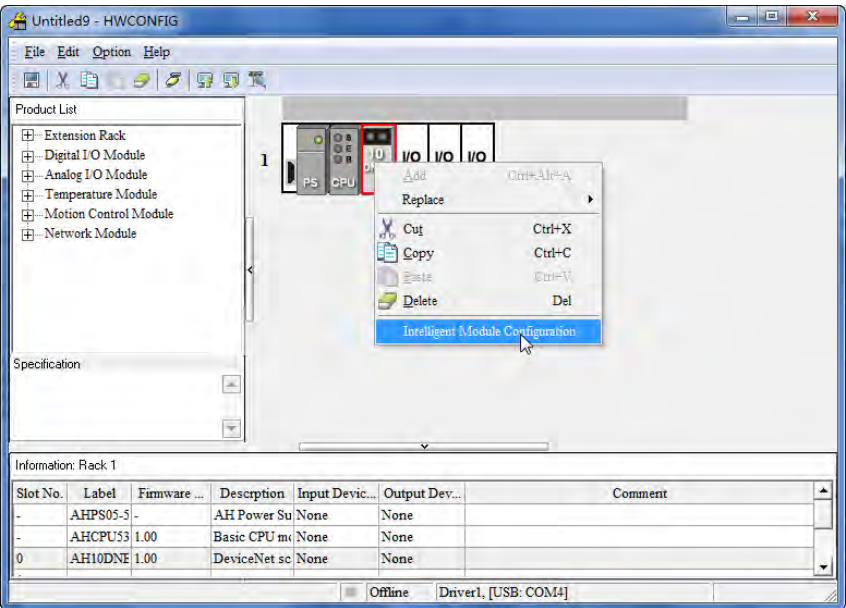 Untitled9 - HWCONFIG
File Edit Option Help
Product List
Extension Rack
Digital I/O Module
Analog I/O Module
Temperature Module
Motion Control Module
Network Module
1
PS CPU 10 I/O I/O I/O
Add Ctrl+Alt+A
Replace
Cut Ctrl+X
Copy Ctrl+C
Paste Ctrl+V
Delete Del
Intelligent Module Configuration
Specification
Information: Rack 1
Slot No. Label Firmware ... Descrption Input Devic... Output Dev... Comment
- AHPS05-5 - AH Power Su None None
- AHCPU53 1.00 Basic CPU mo None None
0 AH10DNE 1.00 DeviceNet sc None None
Offline Driver1, [USB: COM4]